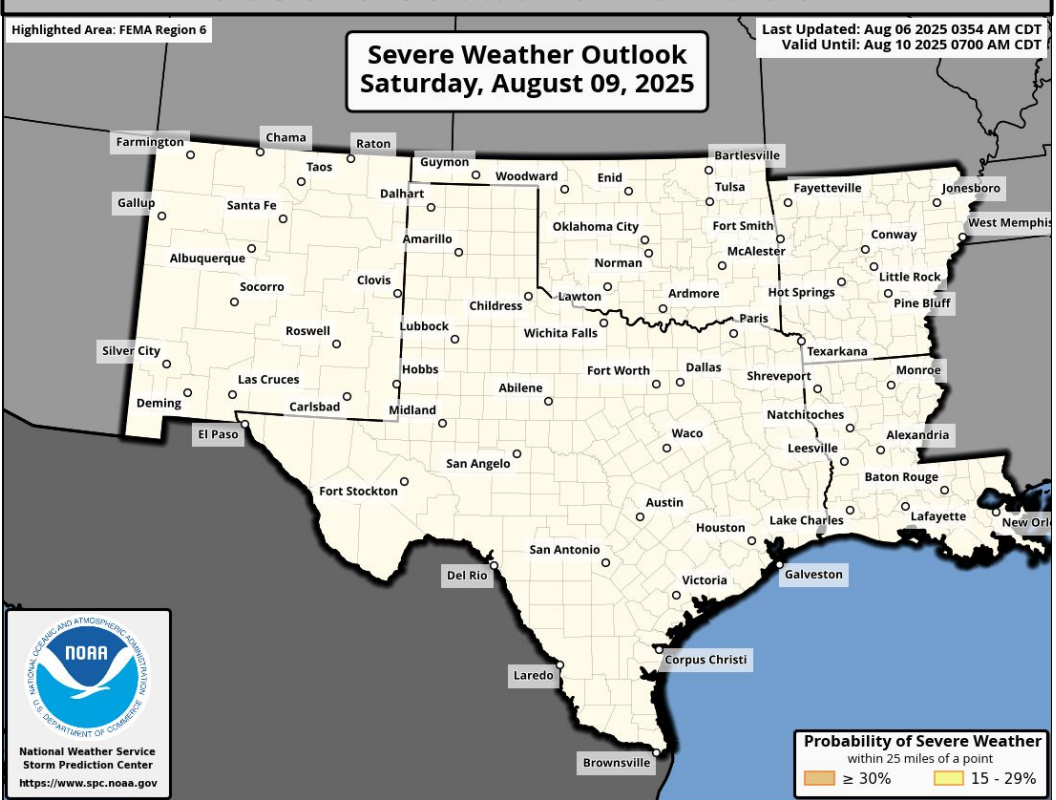 Highlighted Area: FEMA Region 6
Last Updated: Aug 06 2025 0354 AM CDT
Valid Until: Aug 10 2025 0700 AM CDT
Severe Weather Outlook
Saturday, August 09, 2025
Farmington
Chama
Raton
Taos
Guymon
Woodward
Enid
Bartlesville
Tulsa
Fayetteville
Jonesboro
Gallup
Santa Fe
Dalhart
Oklahoma City
Fort Smith
West Memphis
Albuquerque
Amarillo
Norman
McAlester
Conway
Socorro
Clovis
Childress
Lawton
Ardmore
Hot Springs
Little Rock
Pine Bluff
Roswell
Lubbock
Wichita Falls
Paris
Silver City
Texarkana
Las Cruces
Hobbs
Abilene
Fort Worth
Dallas
Shreveport
Monroe
Deming
Carlsbad
Midland
Natchitoches
El Paso
Waco
Alexandria
San Angelo
Leesville
Fort Stockton
Baton Rouge
Austin
Houston
Lake Charles
Lafayette
San Antonio
Del Rio
Victoria
Galveston
Laredo
Corpus Christi
Brownsville
NATIONAL OCEANIC AND ATMOSPHERIC ADMINISTRATION
NOAA
U.S. DEPARTMENT OF COMMERCE
National Weather Service
Storm Prediction Center
https://www.spc.noaa.gov
Probability of Severe Weather
within 25 miles of a point
≥ 30%
15 - 29%